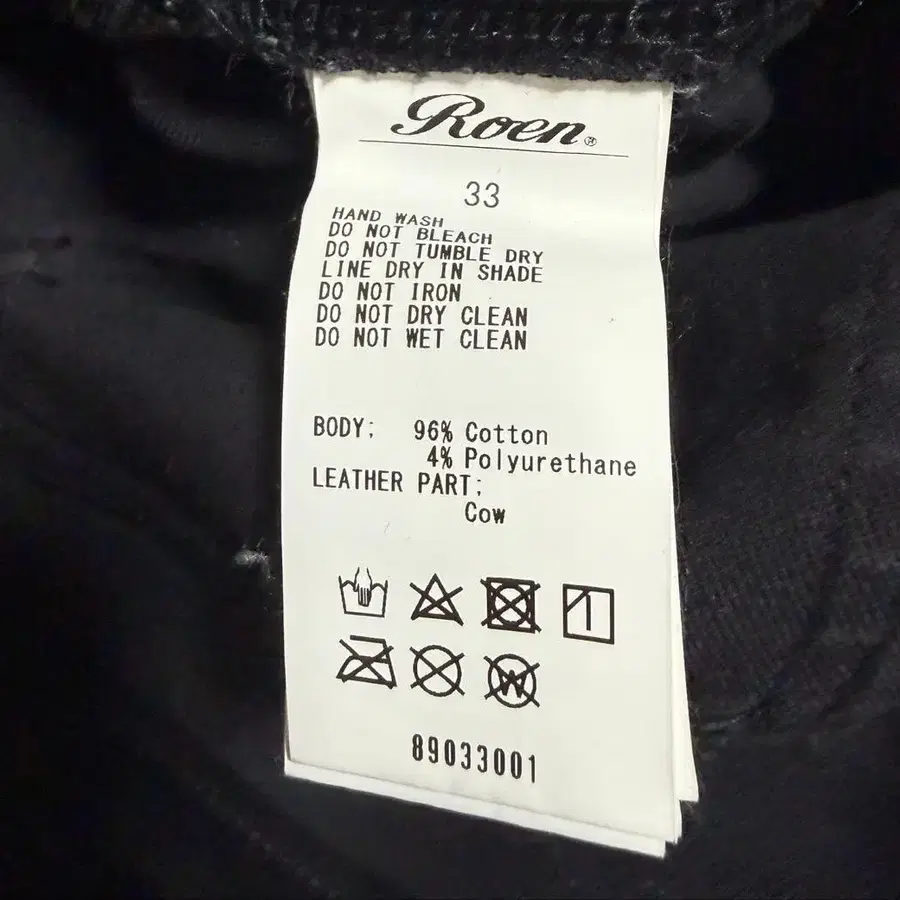 Roen®
33
HAND WASH
DO NOT BLEACH
DO NOT TUMBLE DRY
LINE DRY IN SHADE
DO NOT IRON
DO NOT DRY CLEAN
DO NOT WET CLEAN
BODY; 96% Cotton
4% Polyurethane
LEATHER PART;
Cow
W
89033001